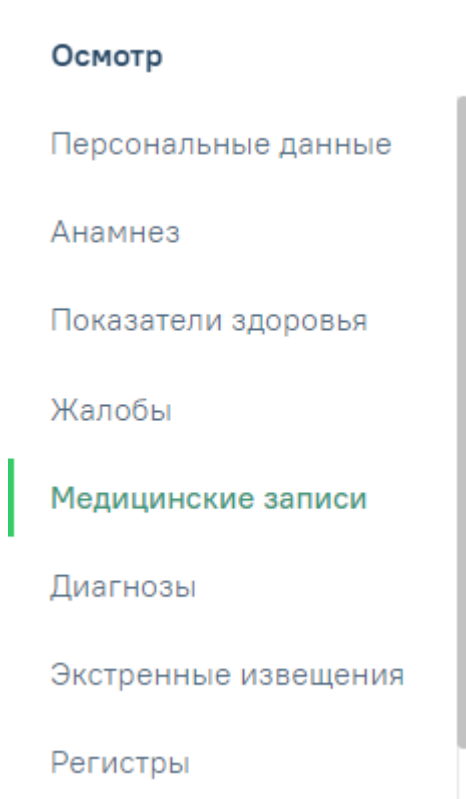 Осмотр
Персональные данные
Анамнез
Показатели здоровья
Жалобы
Медицинские записи
Диагнозы
Экстренные извещения
Регистры